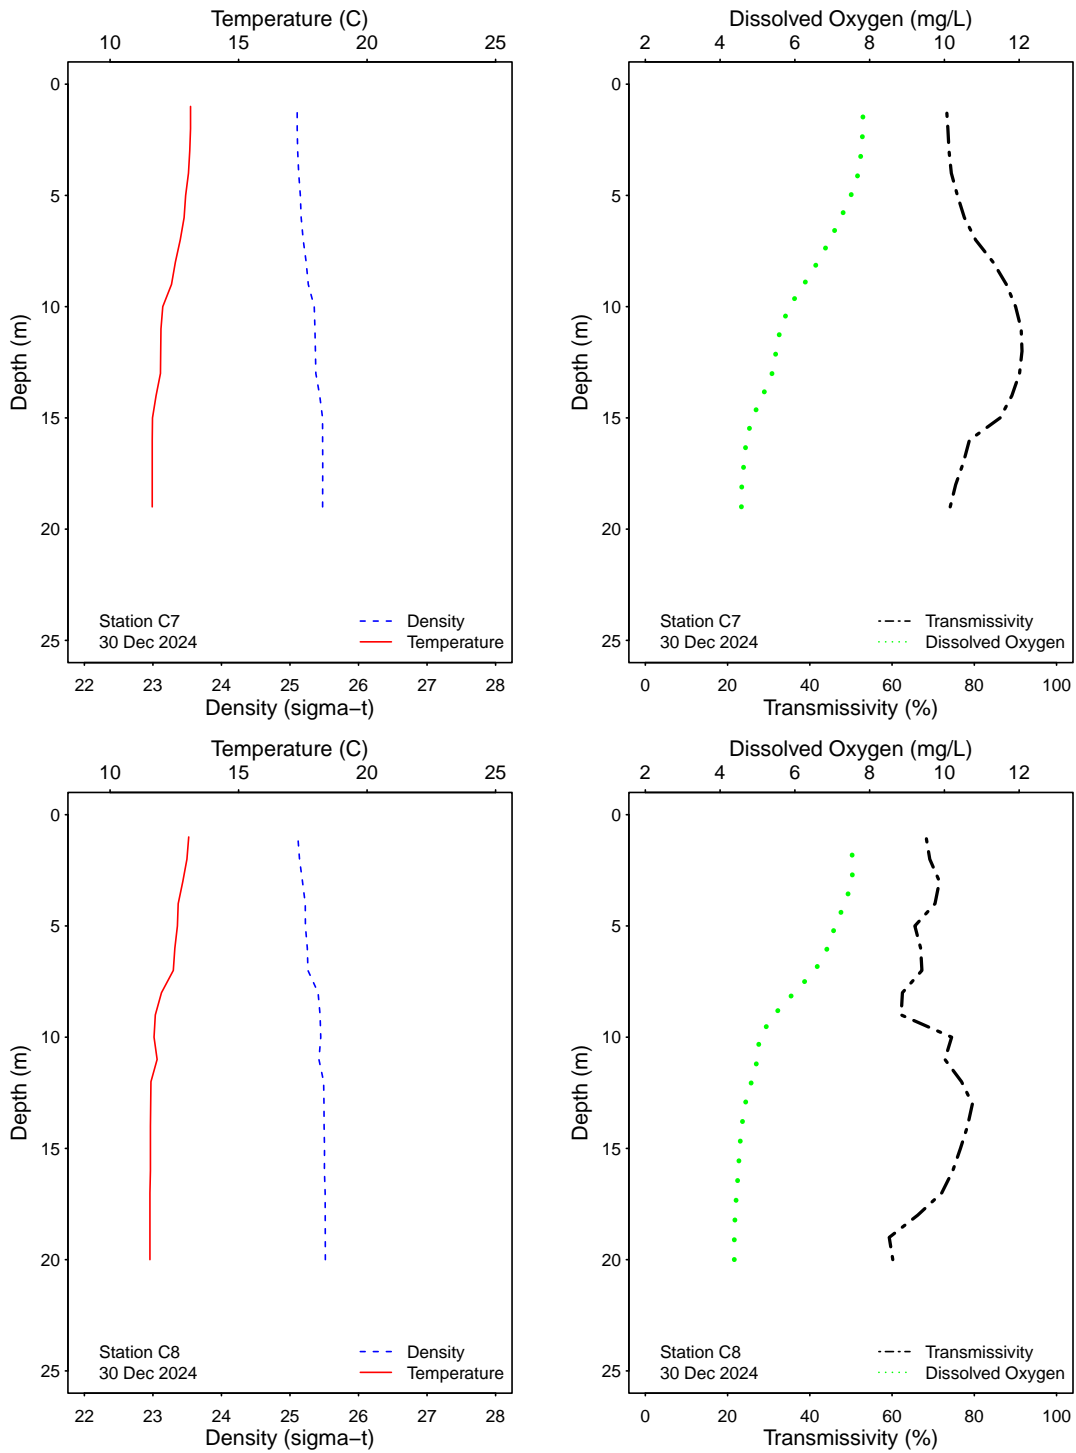 Temperature (C)
10 15 20 25
0
5
10
15
20
25
Depth (m)
Station C7
30 Dec 2024
Density
Temperature
22 23 24 25 26 27 28
Density (sigma−t)
Dissolved Oxygen (mg/L)
2 4 6 8 10 12
0
5
10
15
20
25
Depth (m)
Station C7
30 Dec 2024
Transmissivity
Dissolved Oxygen
0 20 40 60 80 100
Transmissivity (%)
Temperature (C)
10 15 20 25
0
5
10
15
20
25
Depth (m)
Station C8
30 Dec 2024
Density
Temperature
22 23 24 25 26 27 28
Density (sigma−t)
Dissolved Oxygen (mg/L)
2 4 6 8 10 12
0
5
10
15
20
25
Depth (m)
Station C8
30 Dec 2024
Transmissivity
Dissolved Oxygen
0 20 40 60 80 100
Transmissivity (%)